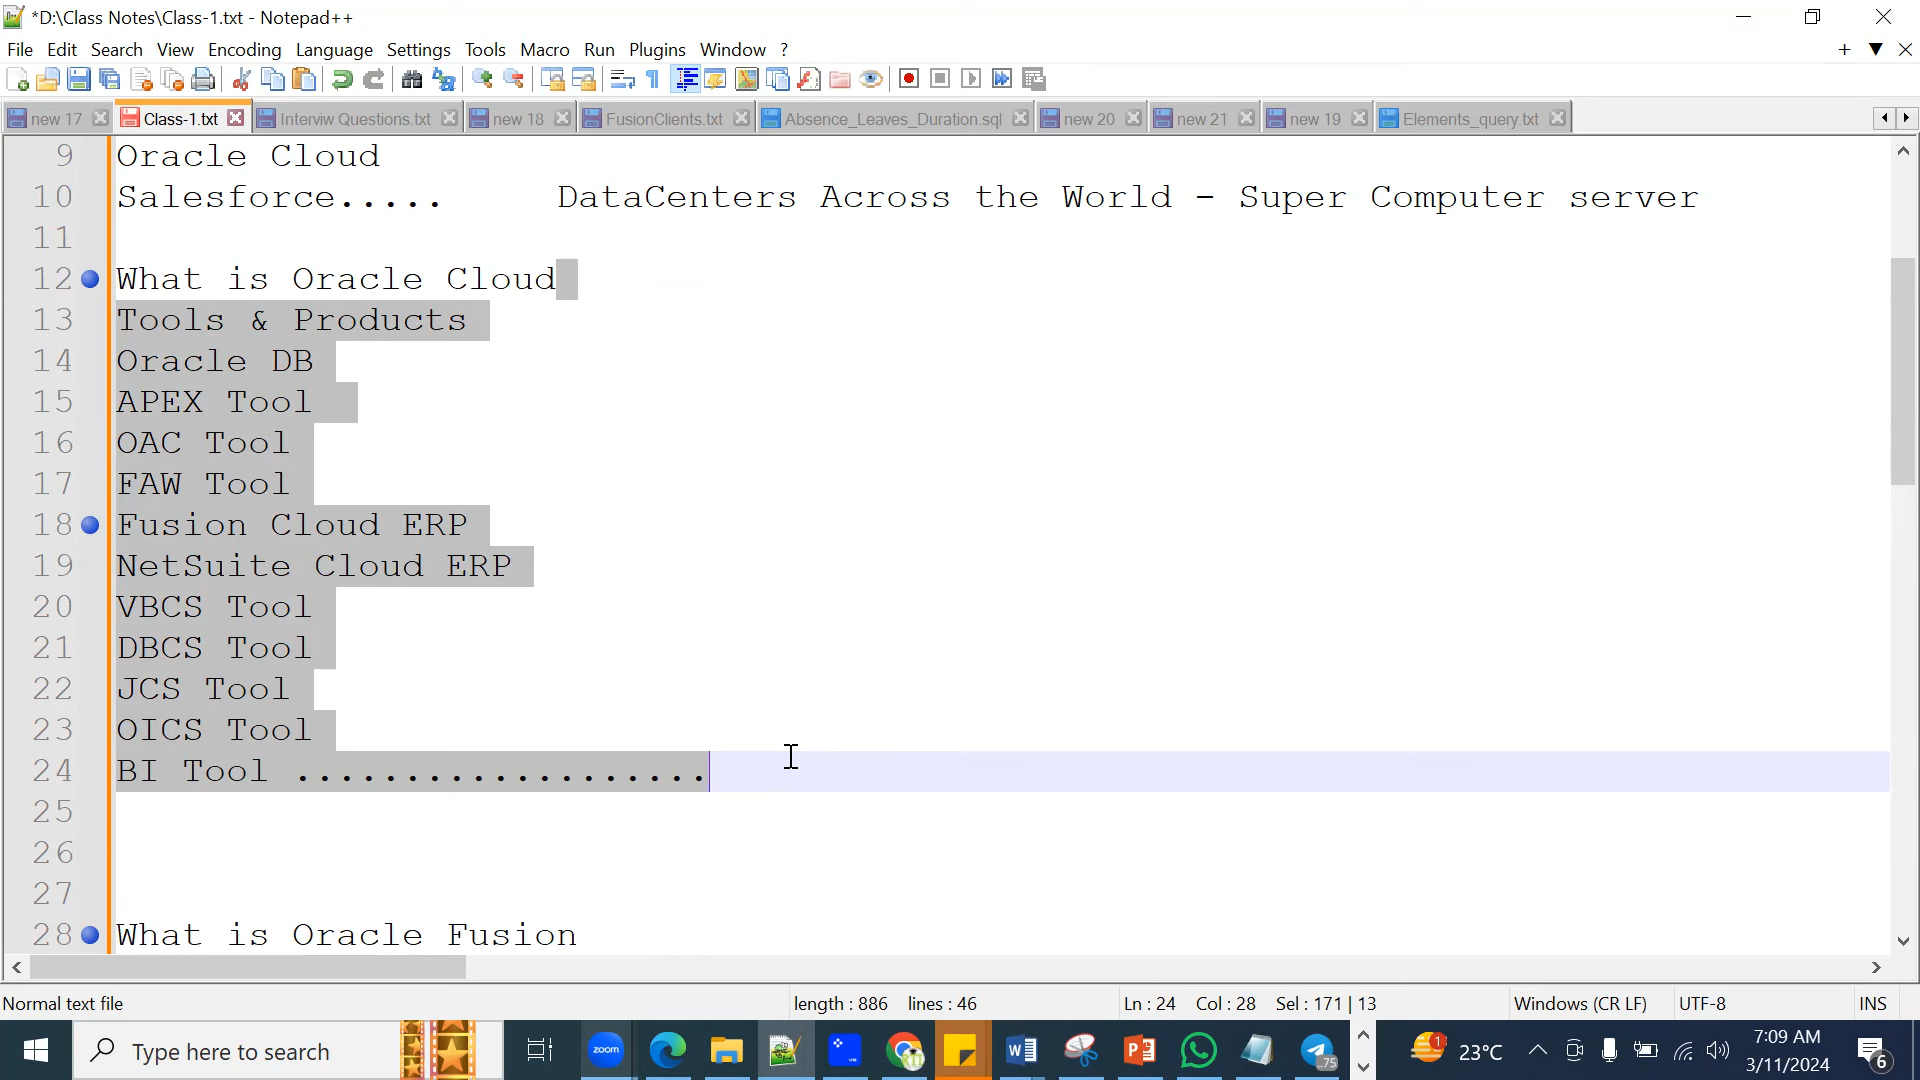 *D:\Class Notes\Class-1.txt - Notepad++
File Edit Search View Encoding Language Settings Tools Macro Run Plugins Window ?
new 17 Class-1.txt Interviw Questions.txt new 18 FusionClients.txt Absence_Leaves_Duration.sql new 20 new 21 new 19 Elements_query.txt
9 Oracle Cloud
10 Salesforce..... DataCenters Across the World - Super Computer server
11
12 What is Oracle Cloud
13 Tools & Products
14 Oracle DB
15 APEX Tool
16 OAC Tool
17 FAW Tool
18 Fusion Cloud ERP
19 NetSuite Cloud ERP
20 VBCS Tool
21 DBCS Tool
22 JCS Tool
23 OICS Tool
24 BI Tool ...................
25
26
27
28 What is Oracle Fusion
Normal text file length : 886 lines : 46 Ln : 24 Col : 28 Sel : 171 | 13 Windows (CR LF) UTF-8 INS
Type here to search zoom 75 1 23°C 7:09 AM
3/11/2024 6